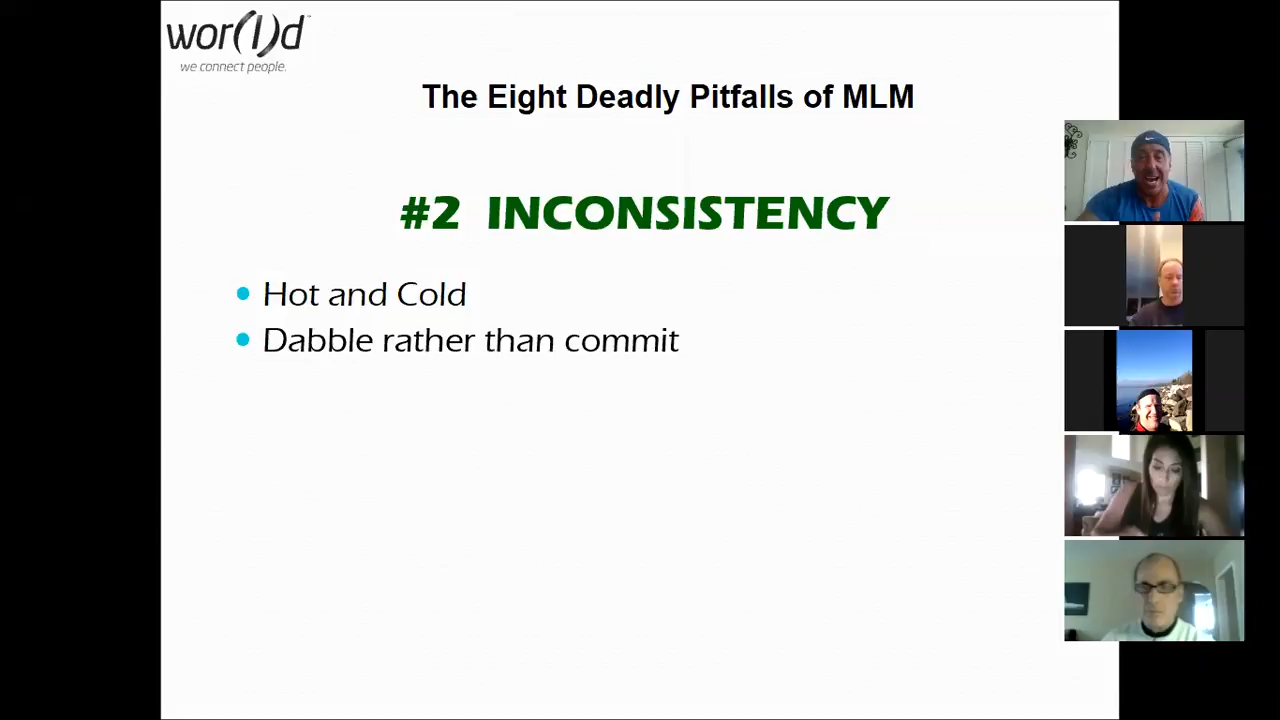 wor(l)d
we connect people.
The Eight Deadly Pitfalls of MLM
#2 INCONSISTENCY
• Hot and Cold
• Dabble rather than commit